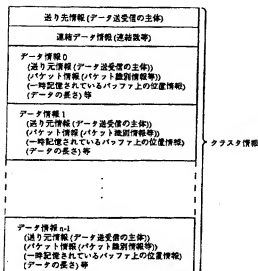 送り先情報(データ送受信の主体)
連結データ情報(連結数等)
データ情報0
(送り元情報(データ送受信の主体))
(パケット情報(パケット識別情報等))
(一時記憶されているバッファ上の位置情報)
(データの長さ)等
データ情報1
(送り元情報(データ送受信の主体))
(パケット情報(パケット識別情報等))
(一時記憶されているバッファ上の位置情報)
(データの長さ)等
クラスタ情報
データ情報n-1
(送り元情報(データ送受信の主体))
(パケット情報(パケット識別情報等))
(一時記憶されているバッファ上の位置情報)
(データの長さ)等